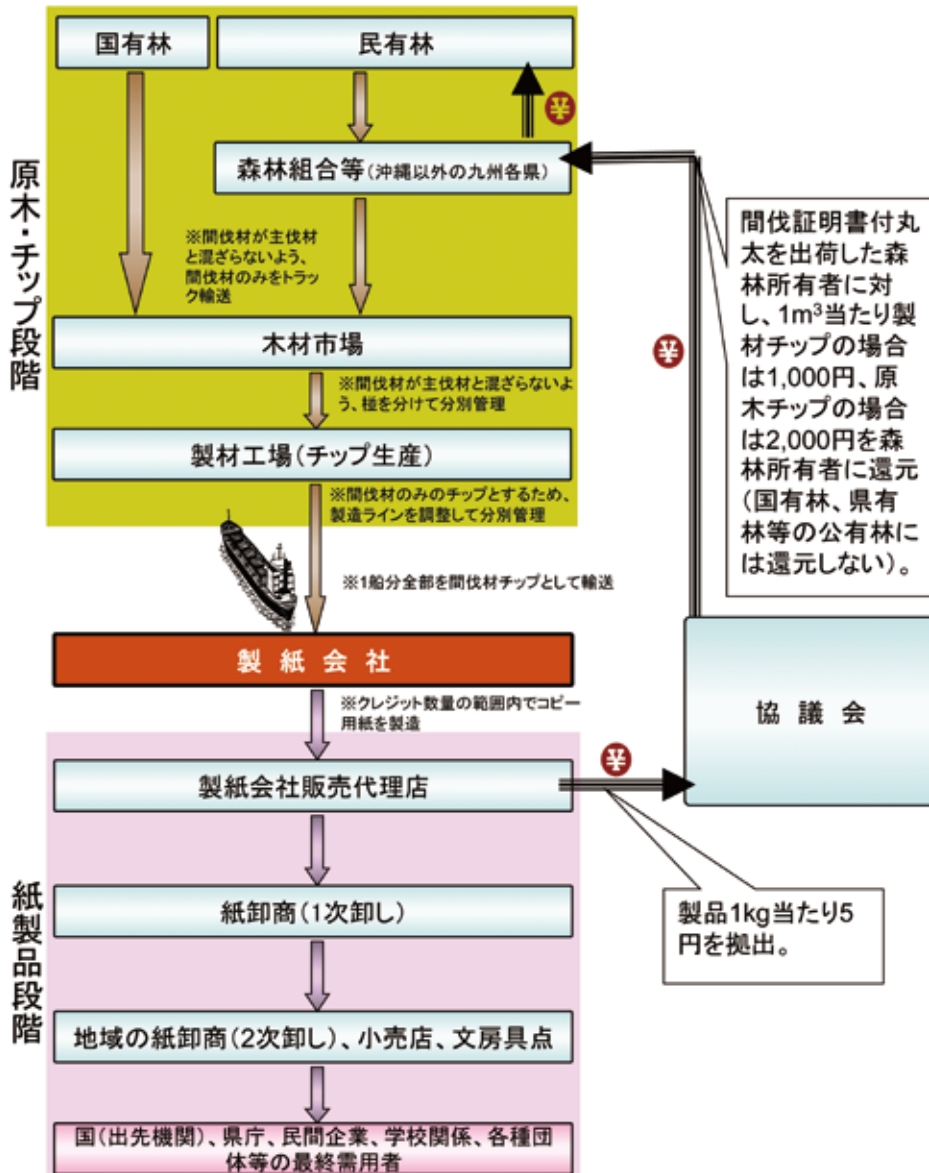 国有林
民有林
¥
森林組合等(沖縄以外の九州各県)
原木・チップ段階
※間伐材が主伐材
と混ざらないよう、
間伐材のみをトラッ
ク輸送
木材市場
※間伐材が主伐材と混ざらないよ
う、椪を分けて分別管理
製材工場(チップ生産)
※間伐材のみのチップとするため、
製造ラインを調整して分別管理
※1船分全部を間伐材チップとして輸送
製紙会社
※クレジット数量の範囲内でコピー
用紙を製造
¥
間伐証明書付丸
太を出荷した森
林所有者に対
し、1m³当たり製
材チップの場合
は1,000円、原
木チップの場合
は2,000円を森
林所有者に還元
(国有林、県有
林等の公有林に
は還元しない)。
協議会
紙製品段階
製紙会社販売代理店
¥
製品1kg当たり5
円を拠出。
紙卸商(1次卸し)
地域の紙卸商(2次卸し)、小売店、文房具点
国(出先機関)、県庁、民間企業、学校関係、各種団
体等の最終需用者